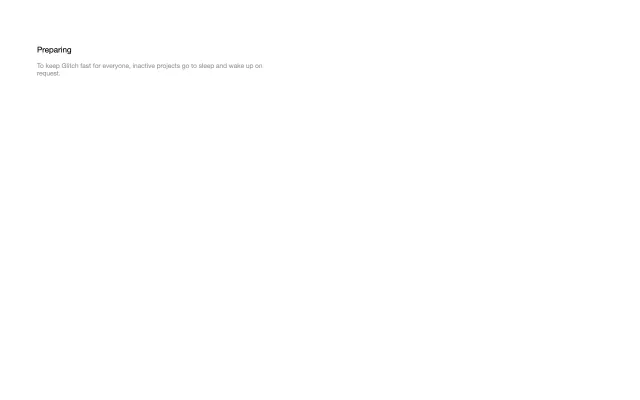 Preparing
To keep Glitch fast for everyone, inactive projects go to sleep and wake up on
request.